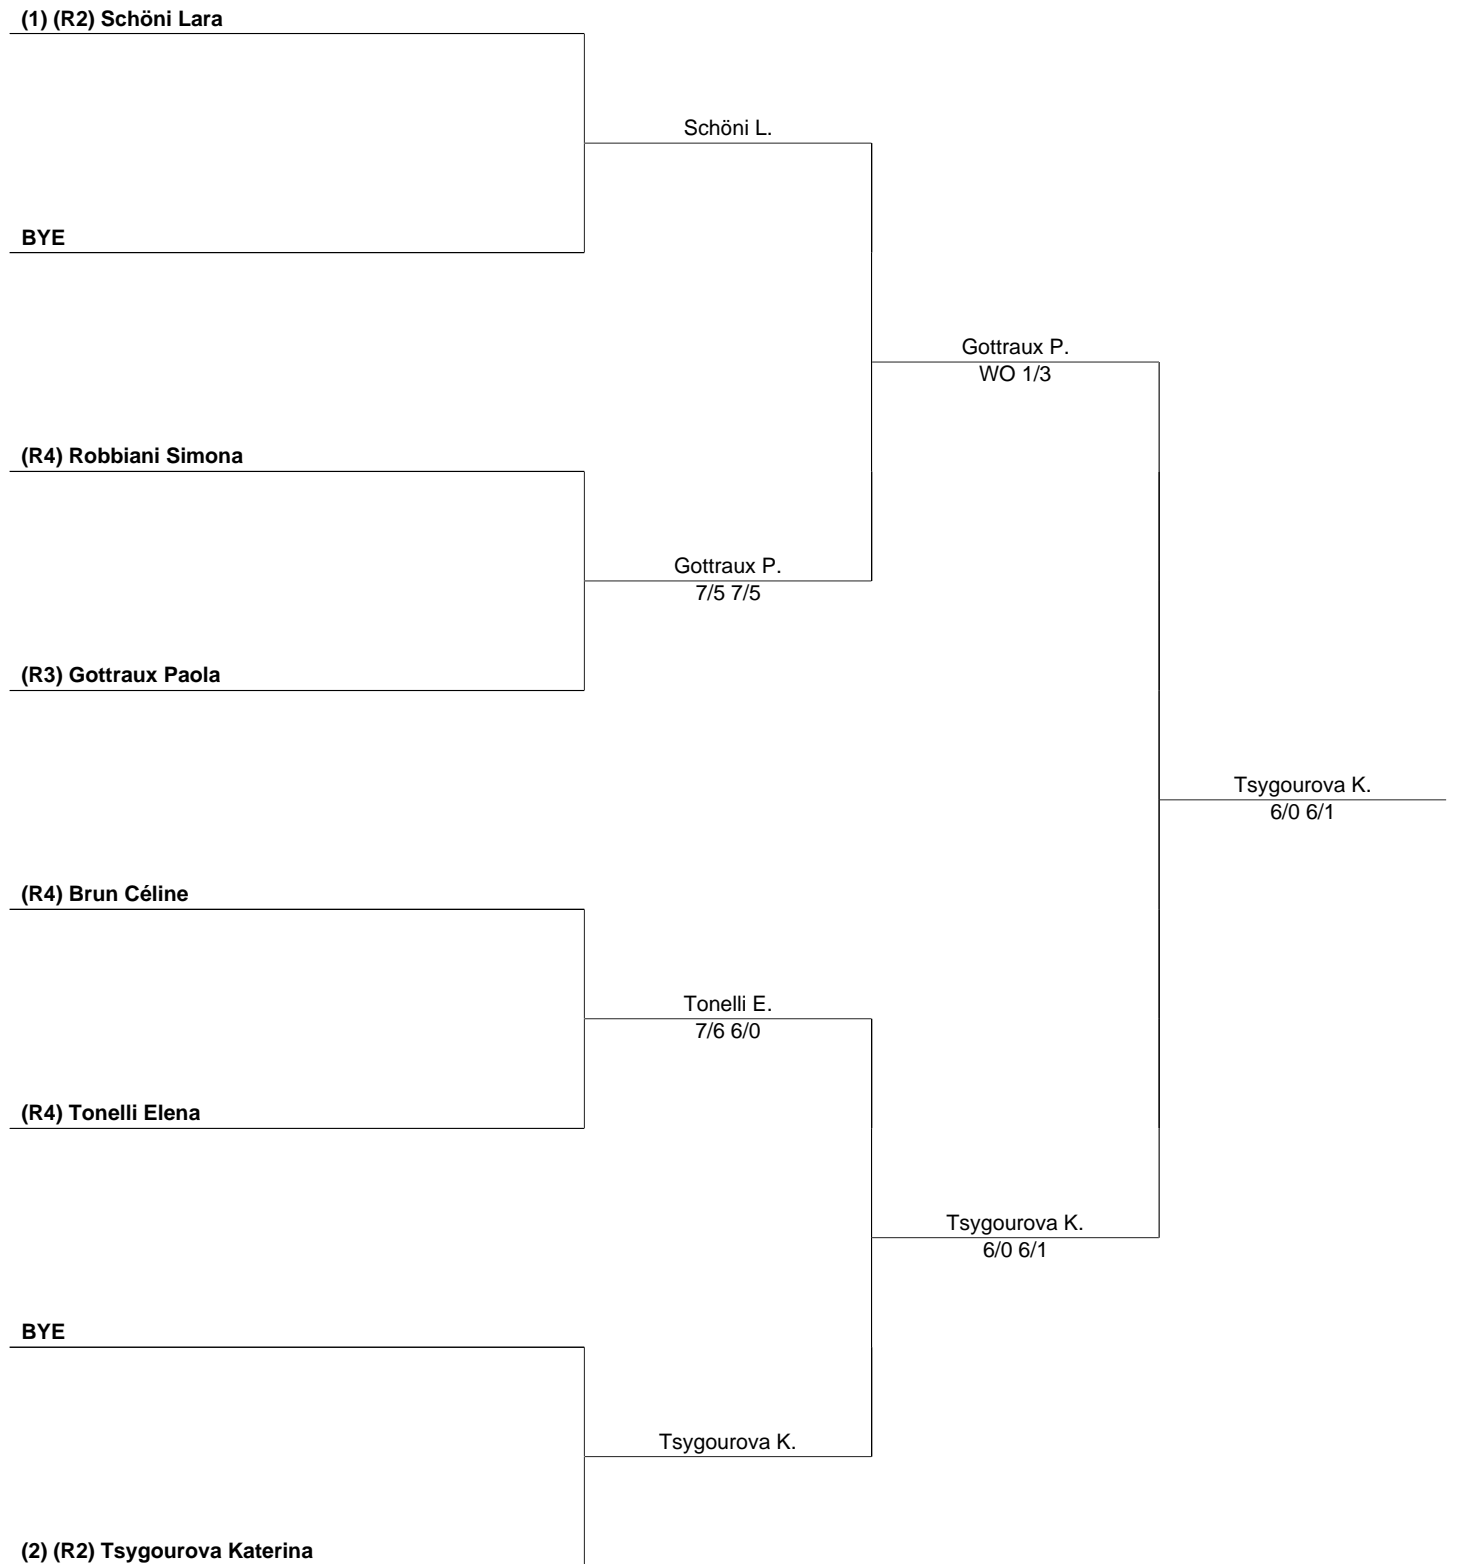 (1) (R2) Schöni Lara
Schöni L.
BYE
Gottraux P.
WO 1/3
(R4) Robbiani Simona
Gottraux P.
7/5 7/5
(R3) Gottraux Paola
Tsygourova K.
6/0 6/1
(R4) Brun Céline
Tonelli E.
7/6 6/0
(R4) Tonelli Elena
Tsygourova K.
6/0 6/1
BYE
Tsygourova K.
(2) (R2) Tsygourova Katerina